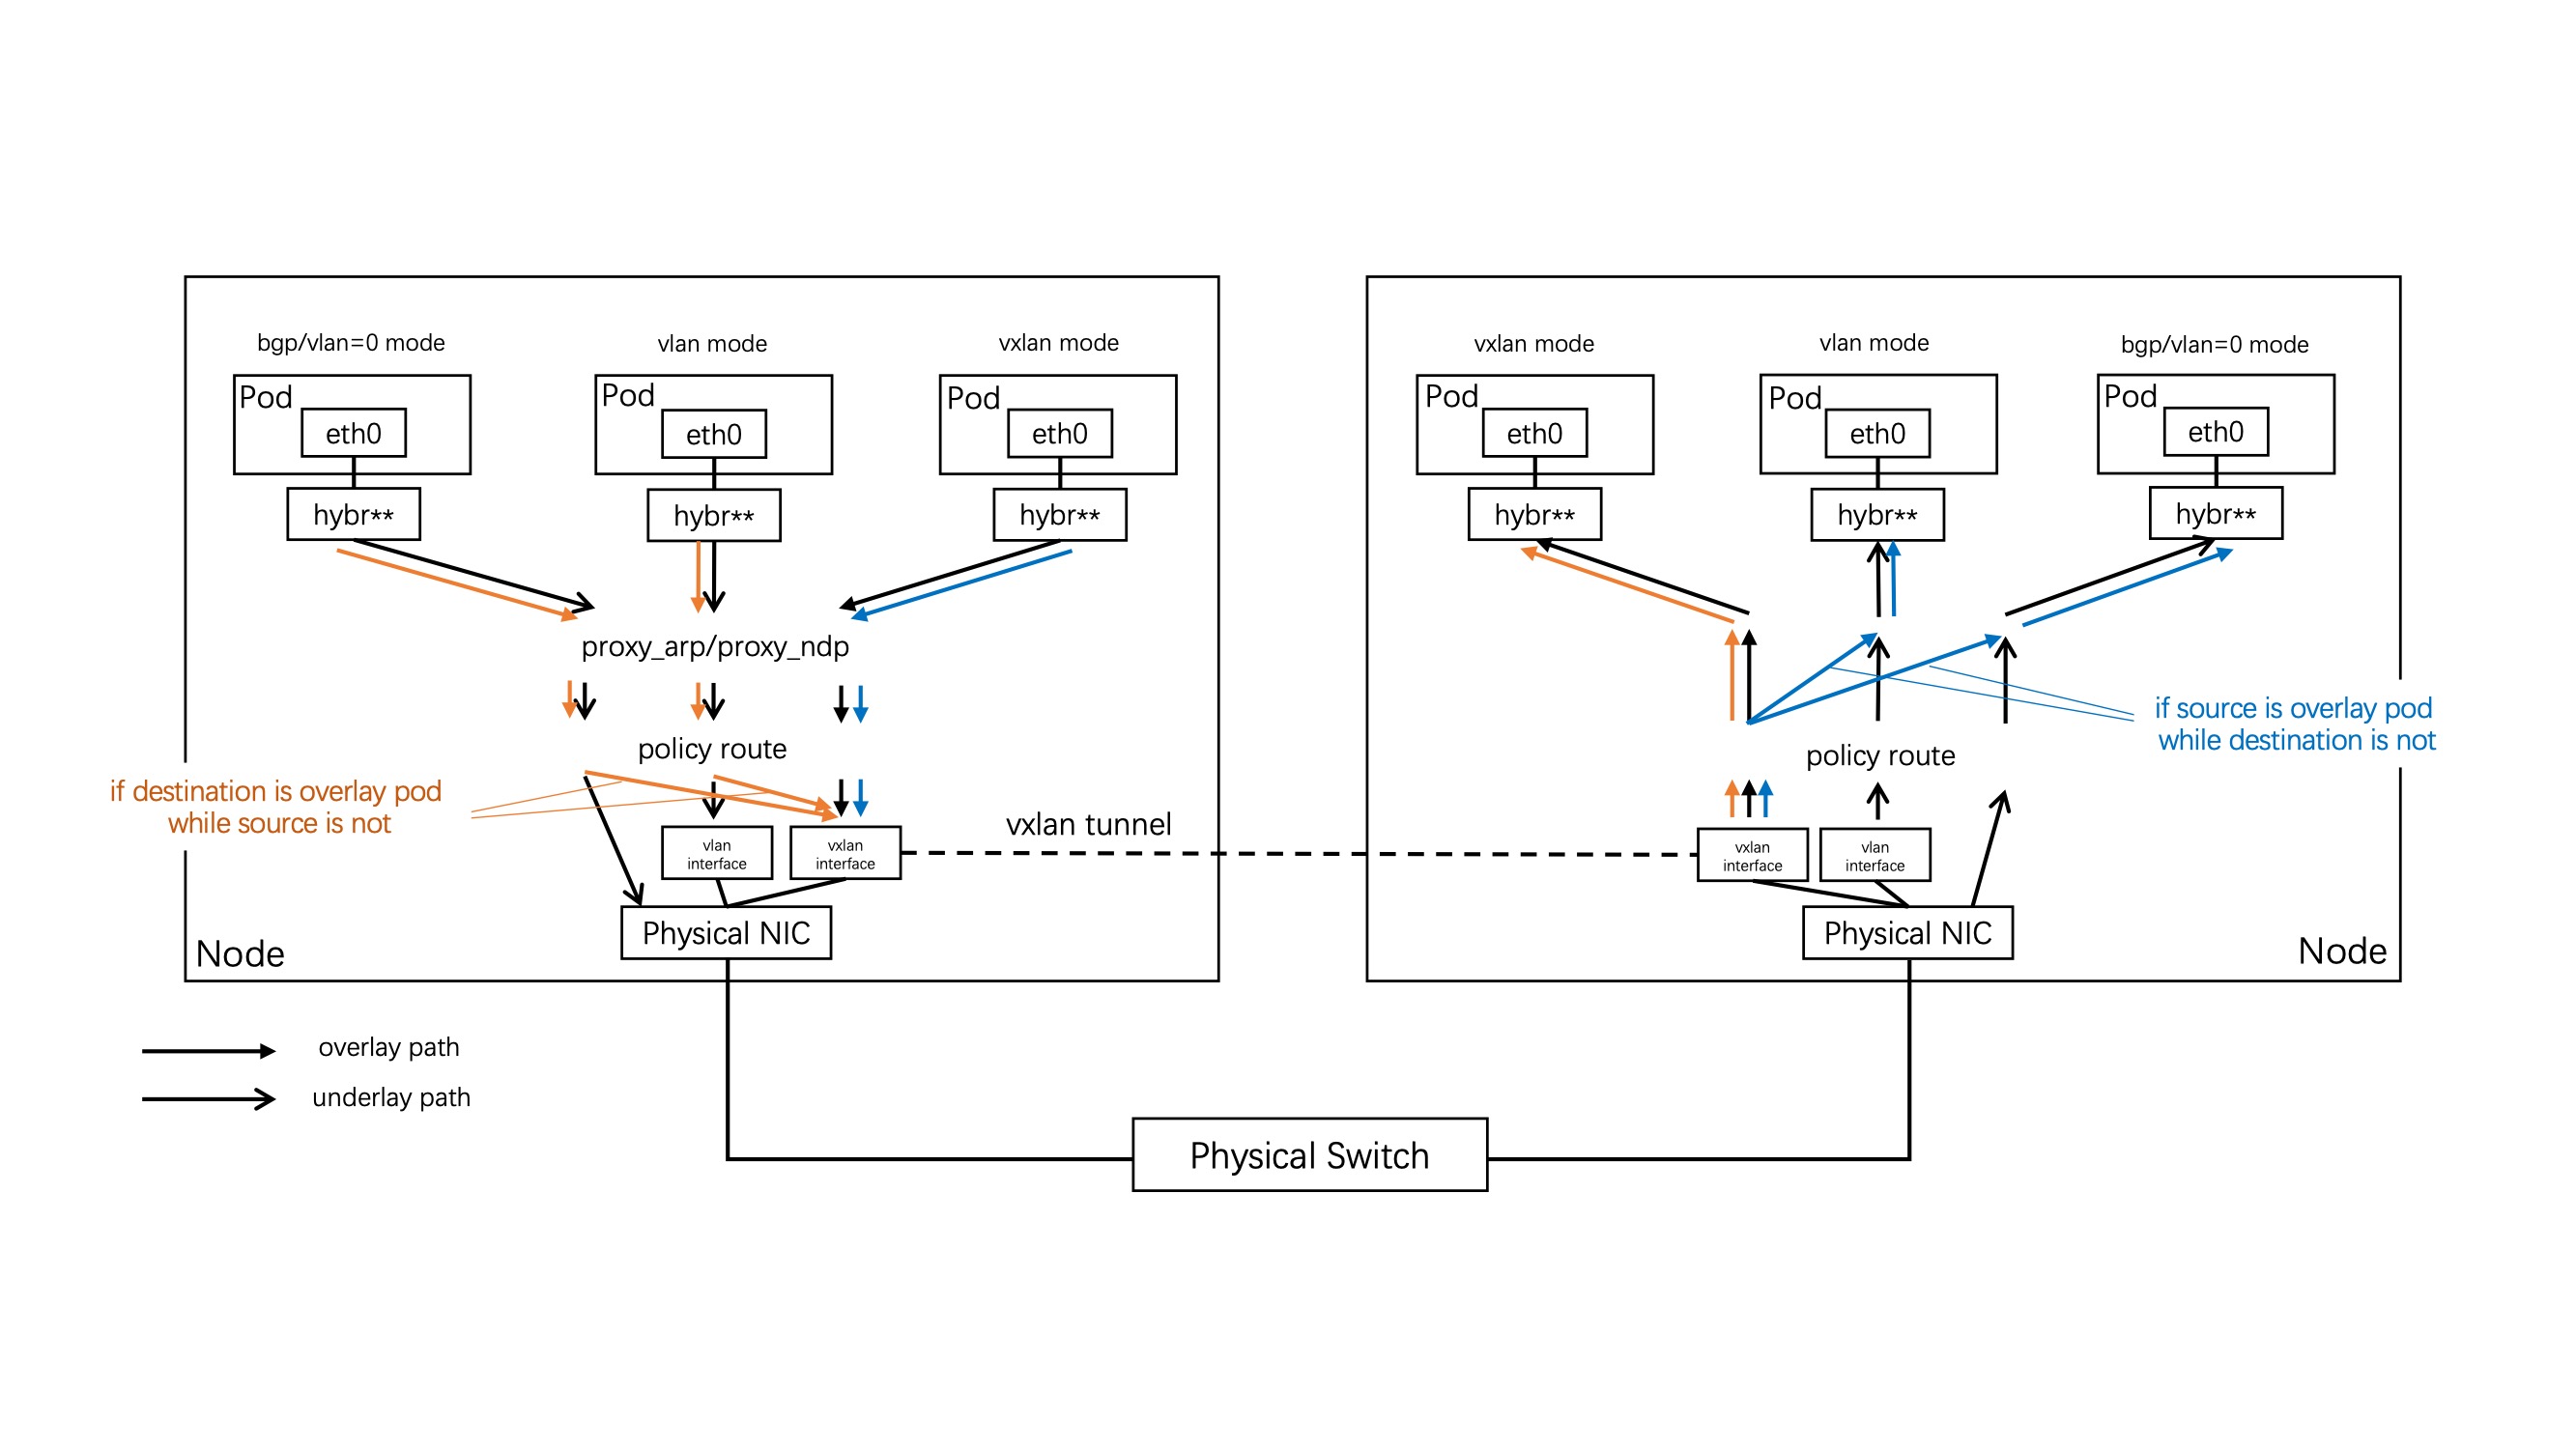 bgp/vlan=0 mode
vlan mode
vxlan mode
Pod
eth0
hybr**
Pod
eth0
hybr**
Pod
eth0
hybr**
proxy_arp/proxy_ndp
policy route
if destination is overlay pod
while source is not
vlan
interface
vxlan
interface
Physical NIC
Node
vxlan tunnel
vxlan mode
vlan mode
bgp/vlan=0 mode
Pod
eth0
hybr**
Pod
eth0
hybr**
Pod
eth0
hybr**
if source is overlay pod
while destination is not
policy route
vxlan
interface
vlan
interface
Physical NIC
Node
overlay path
underlay path
Physical Switch